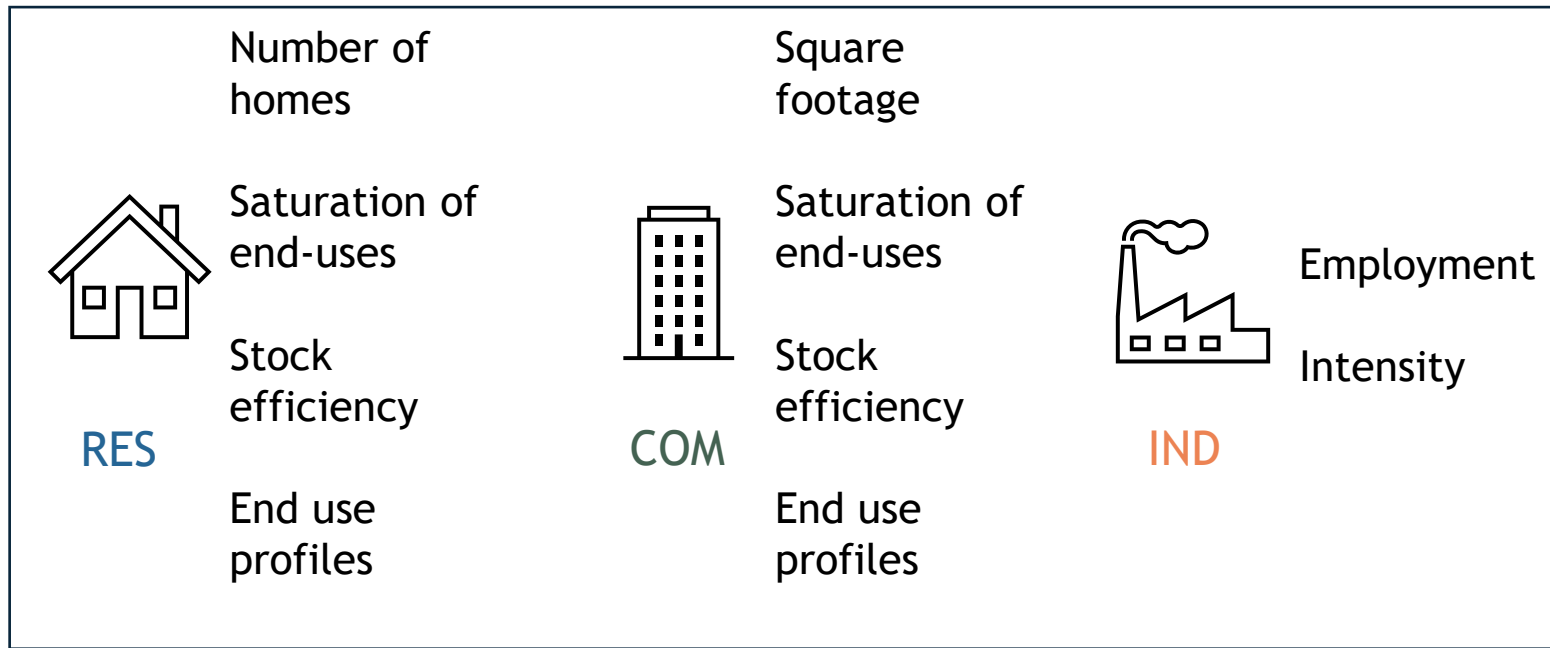 Number of
homes
Saturation of
end-uses
Stock
efficiency
End use
profiles
RES
Square
footage
Saturation of
end-uses
Stock
efficiency
End use
profiles
COM
Employment
Intensity
IND